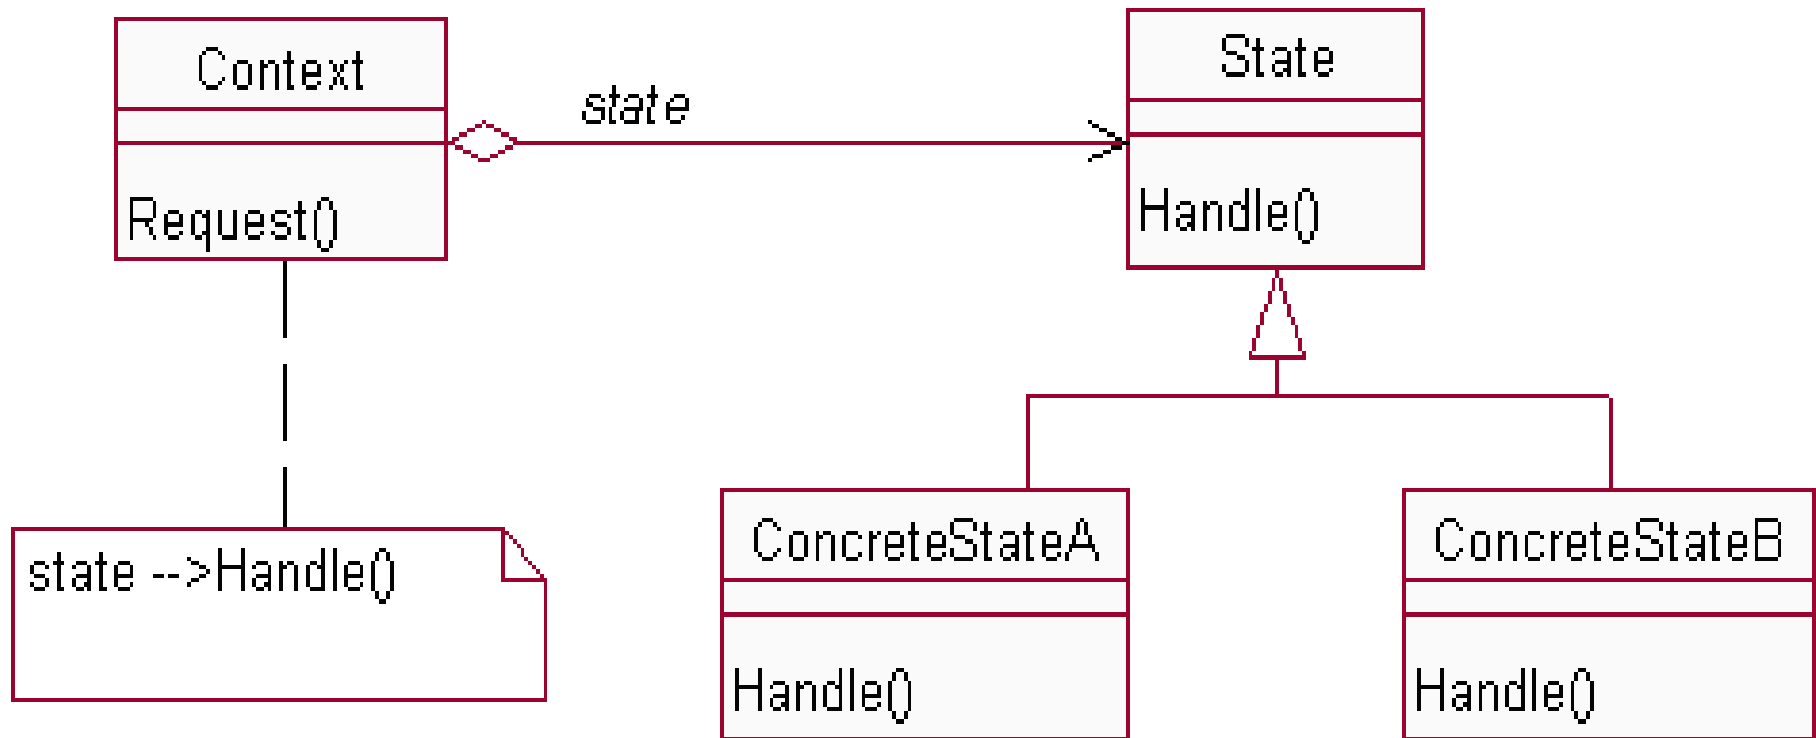 Context
Request()
state
State
Handle()
state -->Handle()
ConcreteStateA
Handle()
ConcreteStateB
Handle()